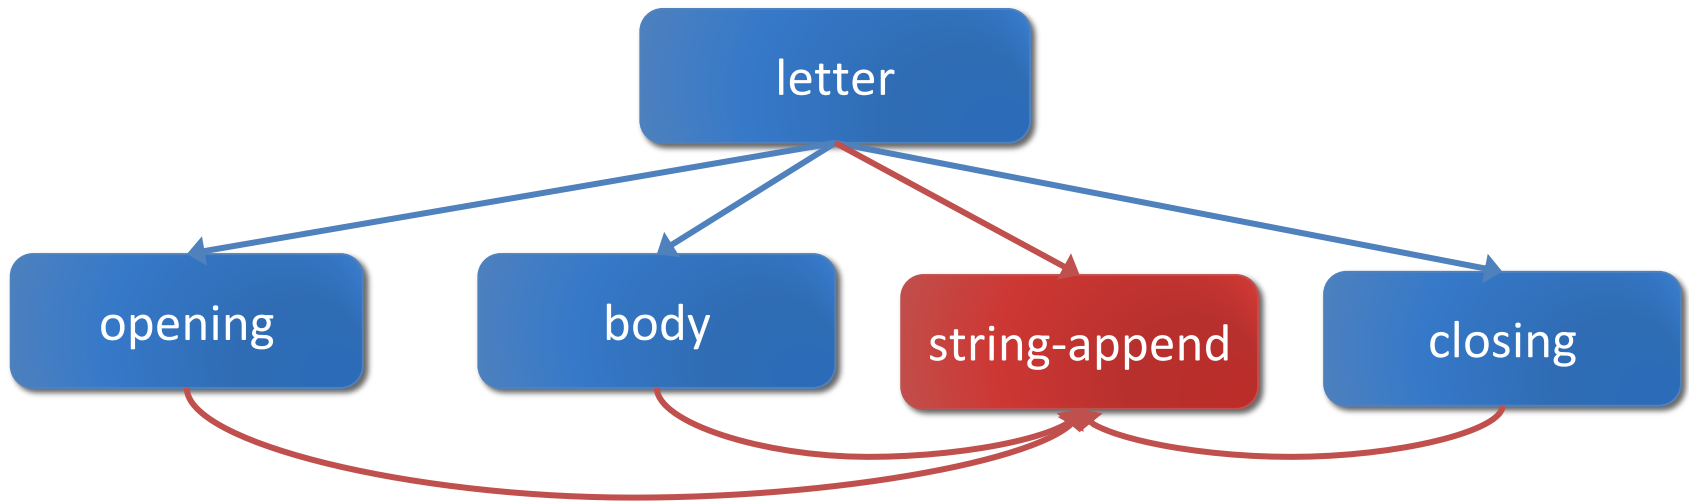 letter
opening
body
string-append
closing